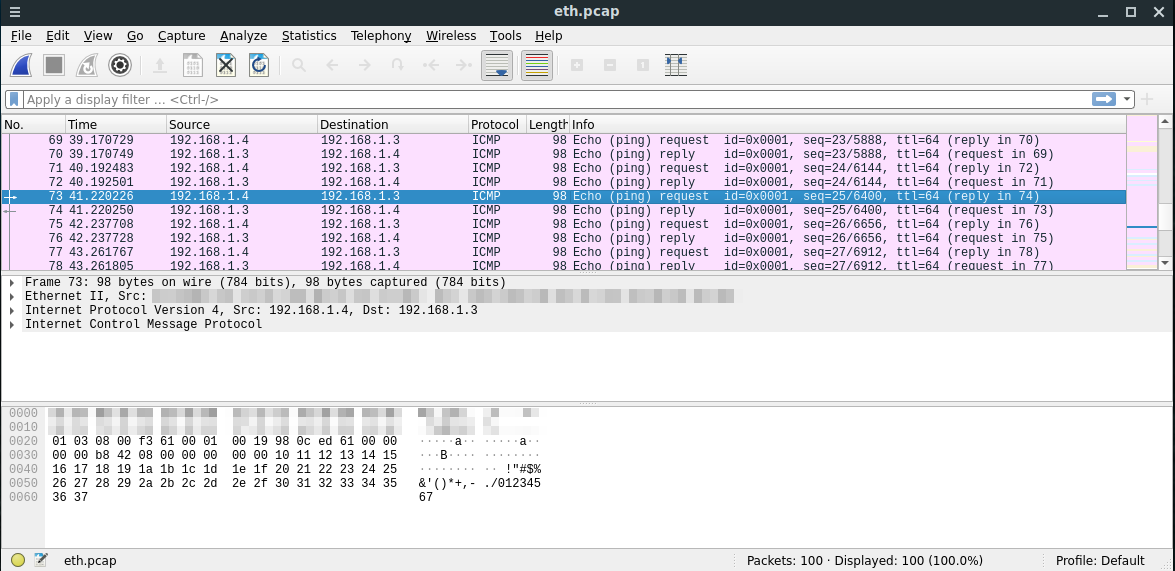 eth.pcap
File Edit View Go Capture Analyze Statistics Telephony Wireless Tools Help
Apply a display filter ... <Ctrl-/>
No. Time Source Destination Protocol Length Info
69 39.170729 192.168.1.4 192.168.1.3 ICMP 98 Echo (ping) request id=0x0001, seq=23/5888, ttl=64 (reply in 70)
70 39.170749 192.168.1.3 192.168.1.4 ICMP 98 Echo (ping) reply id=0x0001, seq=23/5888, ttl=64 (request in 69)
71 40.192483 192.168.1.4 192.168.1.3 ICMP 98 Echo (ping) request id=0x0001, seq=24/6144, ttl=64 (reply in 72)
72 40.192501 192.168.1.3 192.168.1.4 ICMP 98 Echo (ping) reply id=0x0001, seq=24/6144, ttl=64 (request in 71)
73 41.220226 192.168.1.4 192.168.1.3 ICMP 98 Echo (ping) request id=0x0001, seq=25/6400, ttl=64 (reply in 74)
74 41.220250 192.168.1.3 192.168.1.4 ICMP 98 Echo (ping) reply id=0x0001, seq=25/6400, ttl=64 (request in 73)
75 42.237708 192.168.1.4 192.168.1.3 ICMP 98 Echo (ping) request id=0x0001, seq=26/6656, ttl=64 (reply in 76)
76 42.237728 192.168.1.3 192.168.1.4 ICMP 98 Echo (ping) reply id=0x0001, seq=26/6656, ttl=64 (request in 75)
77 43.261767 192.168.1.4 192.168.1.3 ICMP 98 Echo (ping) request id=0x0001, seq=27/6912, ttl=64 (reply in 78)
78 43.261805 192.168.1.3 192.168.1.4 ICMP 98 Echo (ping) reply id=0x0001, seq=27/6912, ttl=64 (request in 77)
Frame 73: 98 bytes on wire (784 bits), 98 bytes captured (784 bits)
Ethernet II, Src:
Internet Protocol Version 4, Src: 192.168.1.4, Dst: 192.168.1.3
Internet Control Message Protocol
0000
0010
0020 01 03 08 00 f3 61 00 01 00 19 98 0c ed 61 00 00 ·····a·· ·····a··
0030 00 00 b8 42 08 00 00 00 00 00 10 11 12 13 14 15 ···B···· ········
0040 16 17 18 19 1a 1b 1c 1d 1e 1f 20 21 22 23 24 25 ········ ·· !"#$%
0050 26 27 28 29 2a 2b 2c 2d 2e 2f 30 31 32 33 34 35 &'()*+,- ./012345
0060 36 37 67
eth.pcap Packets: 100 · Displayed: 100 (100.0%) Profile: Default